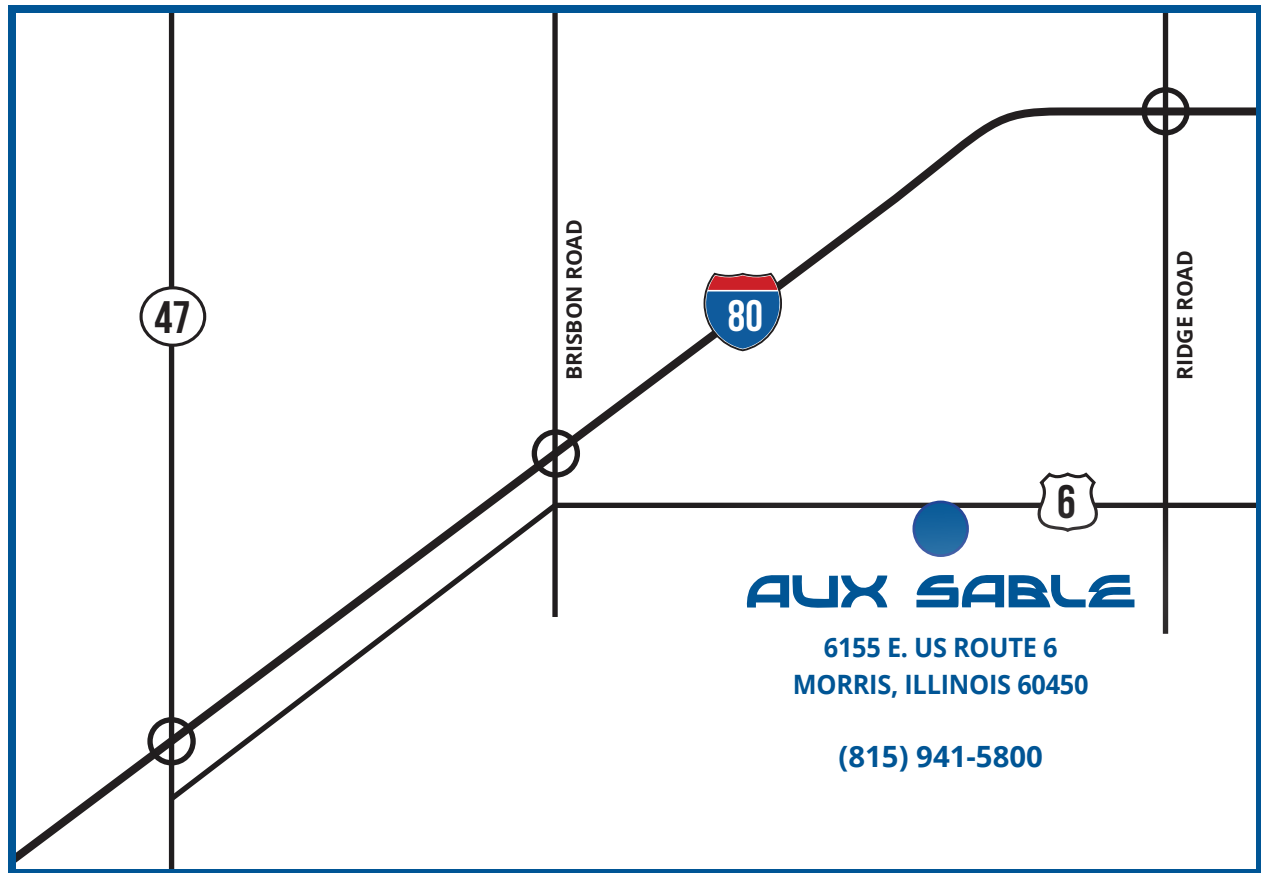 47
BRISBON ROAD
80
RIDGE ROAD
6
AUX SABLE
6155 E. US ROUTE 6
MORRIS, ILLINOIS 60450
(815) 941-5800